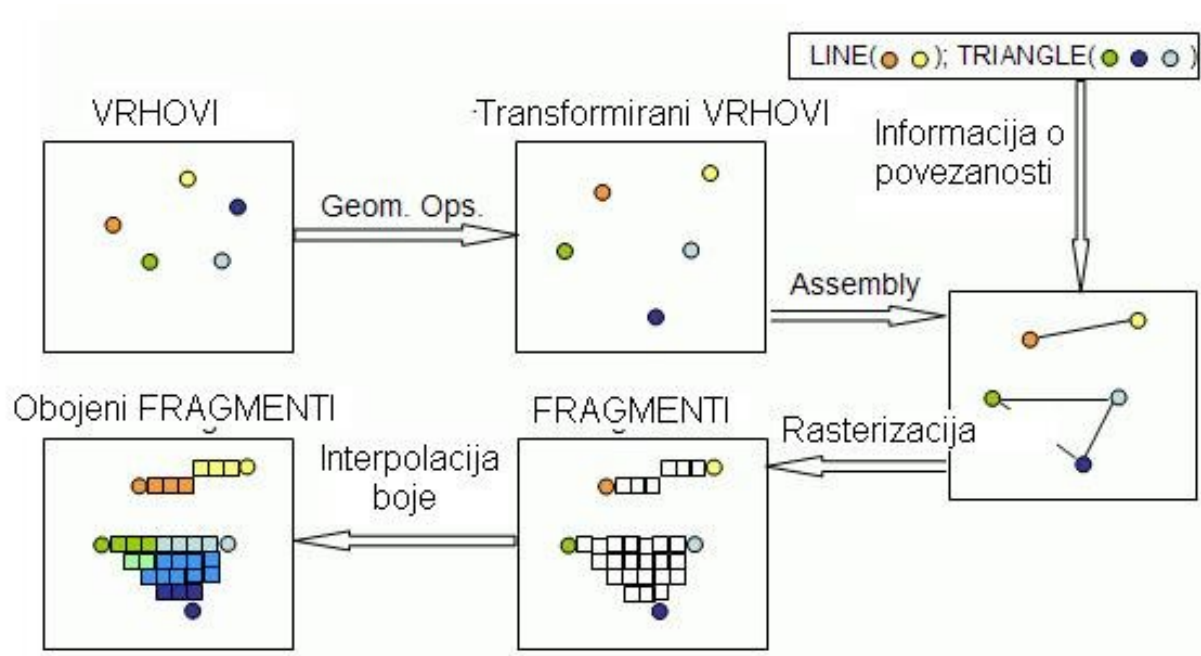 LINE( ); TRIANGLE( )
VRHOVI
Transformirani VRHOVI
Informacija o
povezanosti
Geom. Ops.
Assembly
Obojeni FRAGMENTI
FRAGMENTI
Rasterizacija
Interpolacija
boje